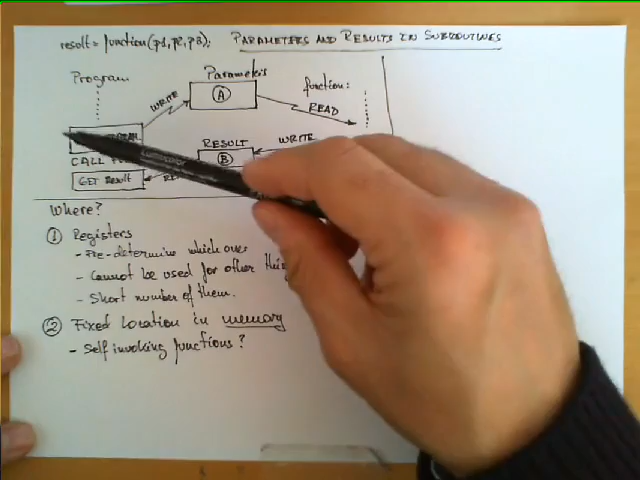 result = function(p1, p2, p3);
PARAMETERS AND RESULTS IN SUBROUTINES
Program
Parameters
function:
WRITE
A
READ
CALL
RESULT
WRITE
B
GET Result
Where?
1 Registers
- Pre-determine which ones
- Cannot be used for other
- Short number of them.
2 Fixed Location in memory
- Self invoking functions?